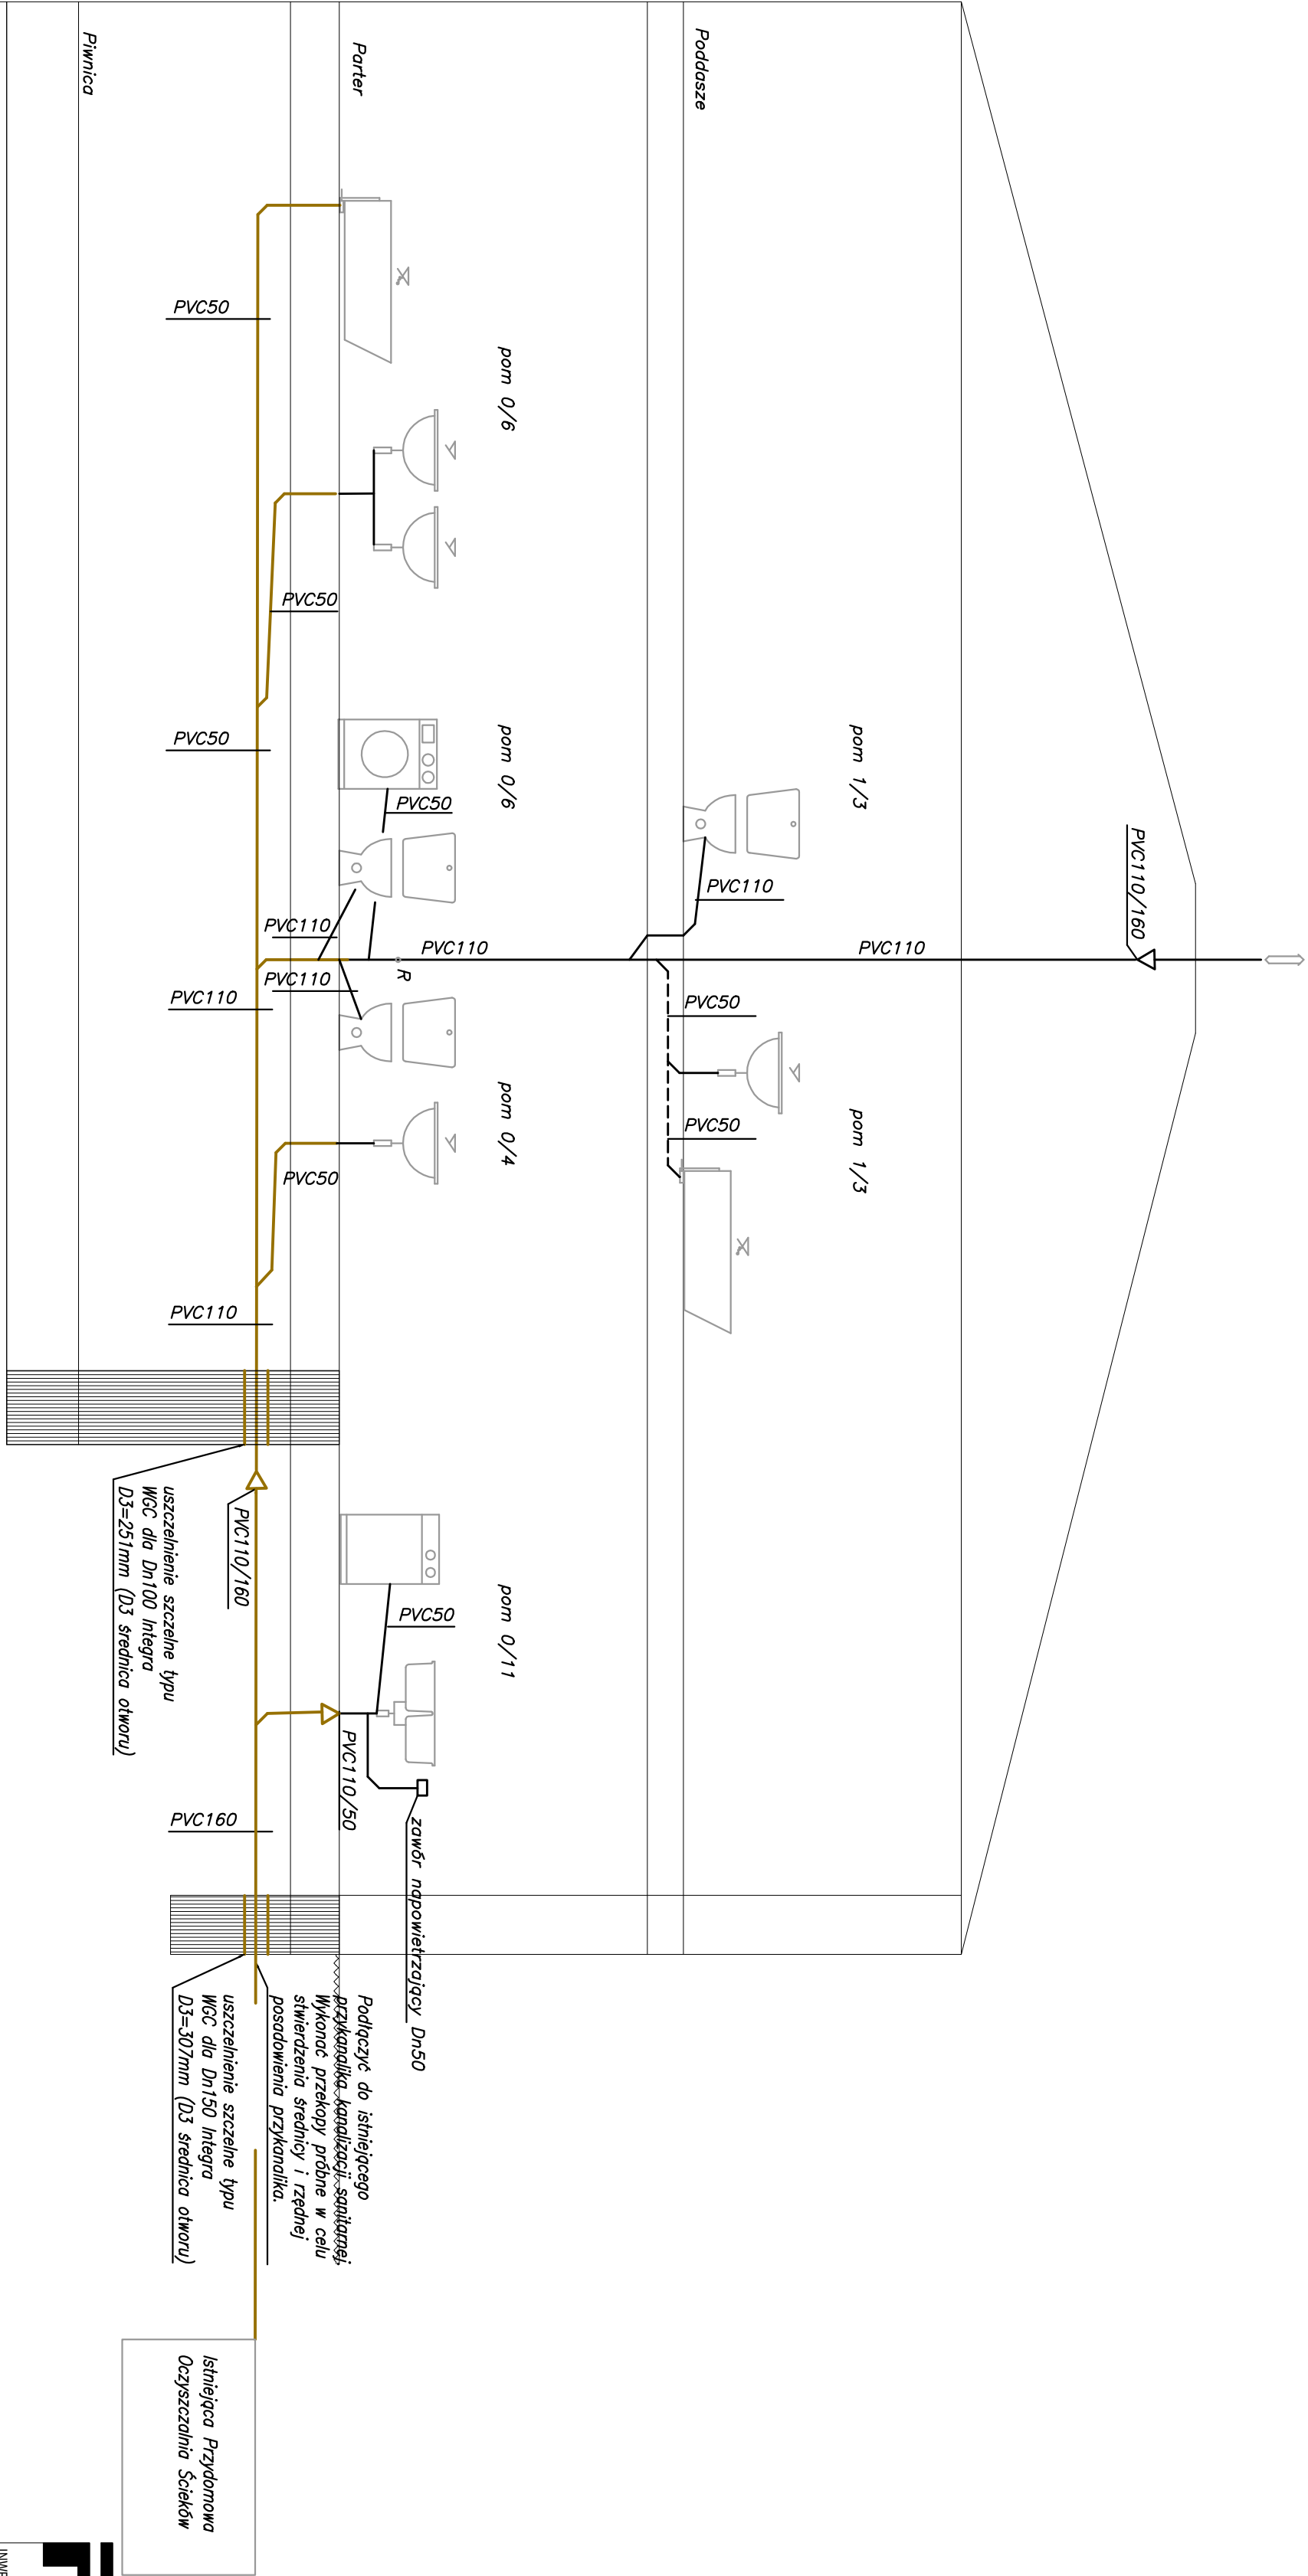 PVC110/160
Poddasze
pom 1/3
pom 1/3
PVC110
PVC110
PVC50
PVC50
Parter
pom 0/6
pom 0/6
pom 0/4
pom 0/11
PVC110
R
PVC50
PVC50
zawór napowietrzający Dn50
PVC50
PVC110
PVC110
PVC50
PVC110/50
PVC50
PVC50
PVC110
PVC110
PVC110/160
PVC160
Piwnica
uszczelnienie szczelne typu
WGC dla Dn100 Integra
D3=251mm (D3 średnica otworu)
Podłączyć do istniejącego
przykanalika kanalizacji sanitarnej
Wykonać przekopy próbne w celu
stwierdzenia średnicy i rzędnej
posadowienia przykanalika.
uszczelnienie szczelne typu
WGC dla Dn150 Integra
D3=307mm (D3 średnica otworu)
Istniejąca Przydomowa
Oczyszczalnia Ścieków